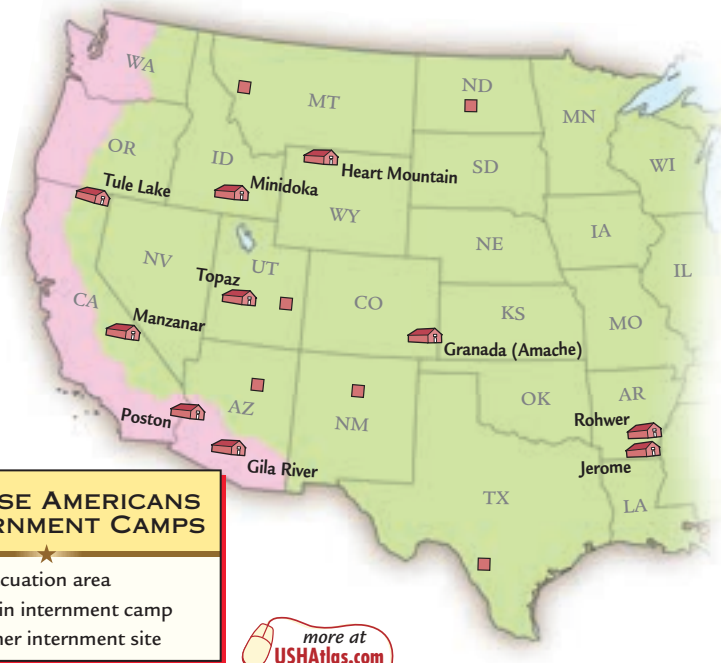 WA
MT
ND
MN
OR
ID
Heart Mountain
SD
WI
Tule Lake
Minidoka
WY
NE
IA
NV
UT
IL
Topaz
CA
Manzanar
CO
KS
MO
Granada (Amache)
Poston
AZ
NM
OK
AR
Rohwer
Gila River
Jerome
TX
LA
SE AMERICANS
RNMENT CAMPS
cuation area
in internment camp
her internment site
more at
USHAtlas.com